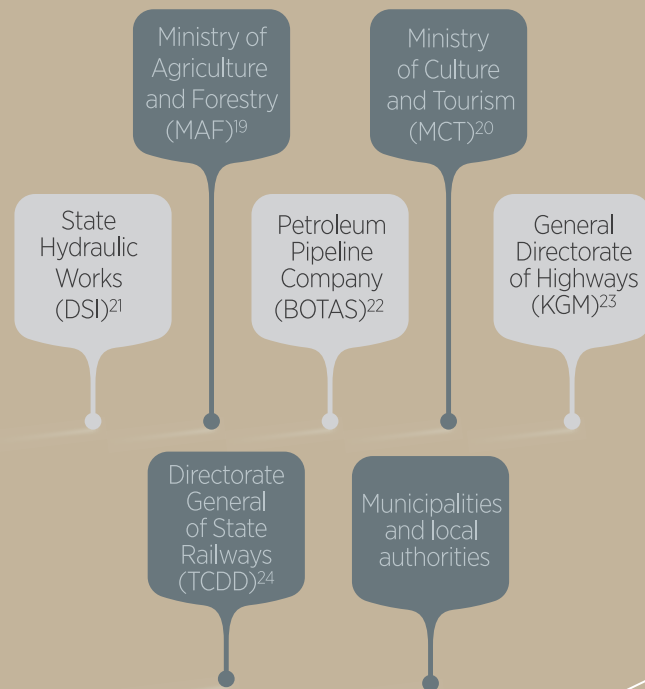 Ministry of
Agriculture
and Forestry
(MAF)19
Ministry
of Culture
and Tourism
(MCT)20
State
Hydraulic
Works
(DSI)21
Petroleum
Pipeline
Company
(BOTAS)22
General
Directorate
of Highways
(KGM)23
Directorate
General
of State
Railways
(TCDD)24
Municipalities
and local
authorities